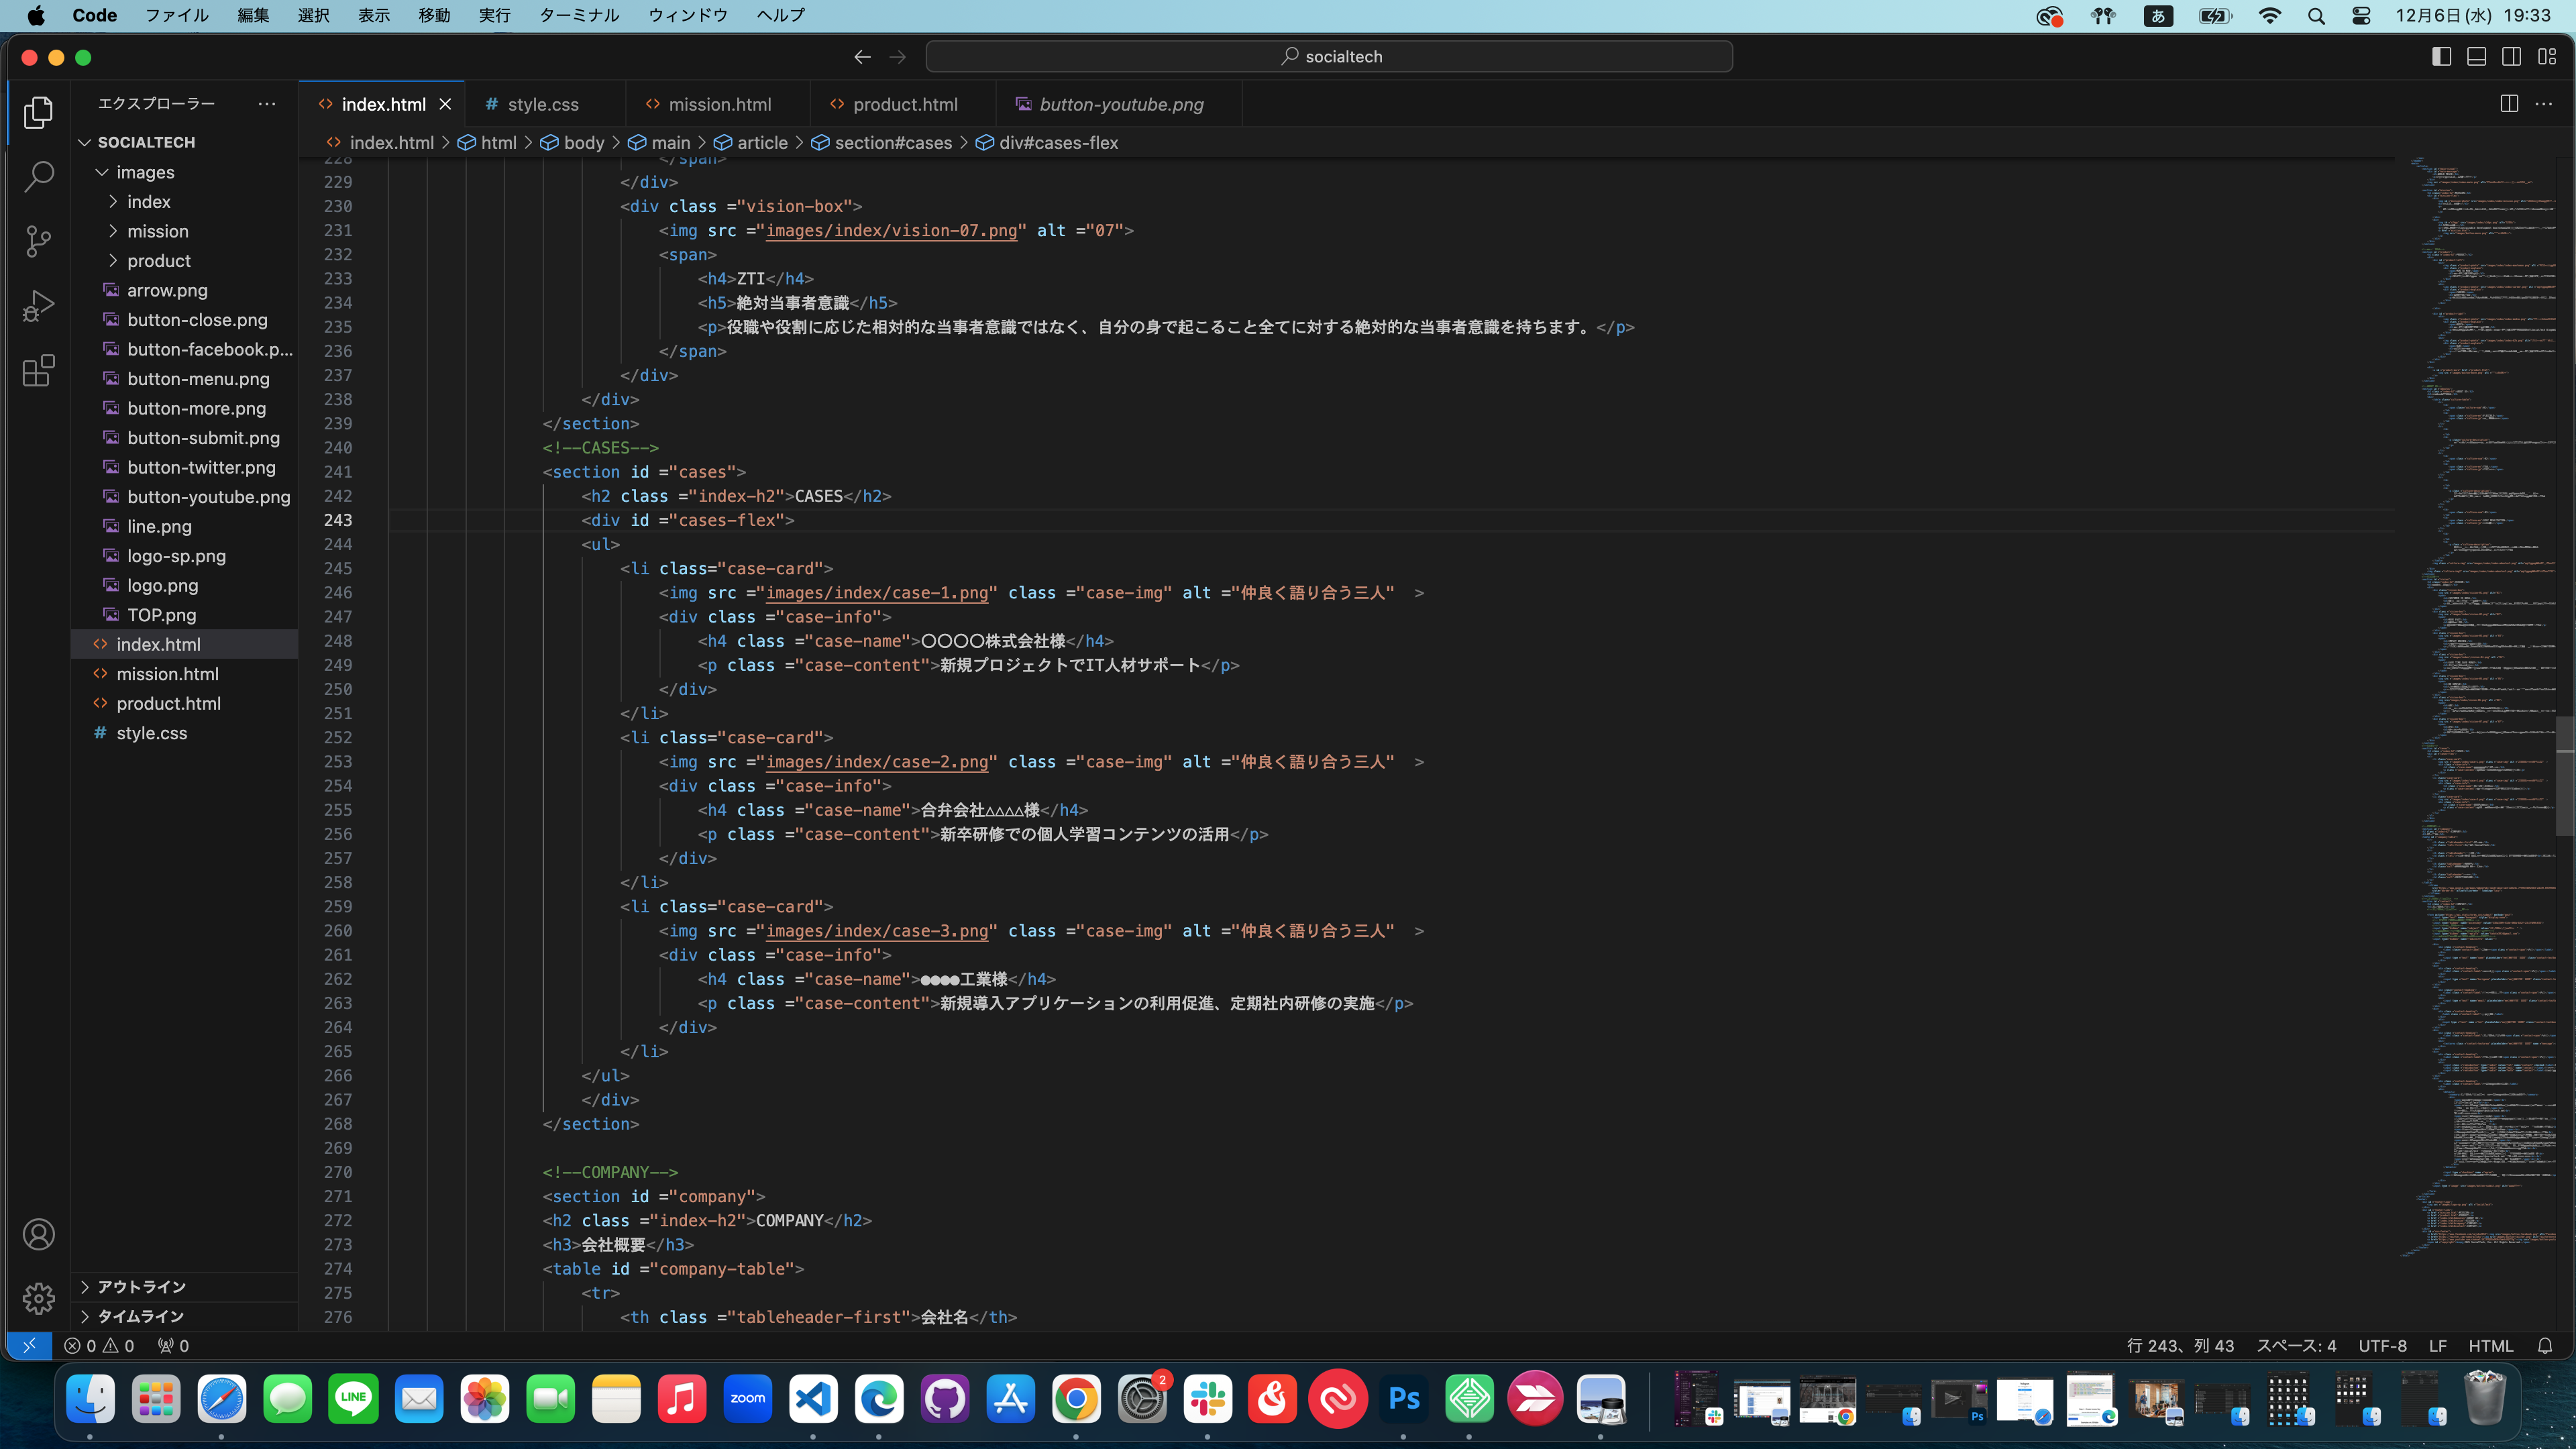 Code ファイル 編集 選択 表示 移動 実行 ターミナル ウィンドウ ヘルプ あ 12月6日(水) 19:33
socialtech
エクスプローラー
index.html
style.css
mission.html
product.html
button-youtube.png
index.html > html > body > main > article > section#cases > div#cases-flex
SOCIALTECH
images
index
mission
product
arrow.png
button-close.png
button-facebook.p...
button-menu.png
button-more.png
button-submit.png
button-twitter.png
button-youtube.png
line.png
logo-sp.png
logo.png
TOP.png
index.html
mission.html
product.html
style.css
アウトライン
タイムライン
228 </span>
229 </div>
230 <div class ="vision-box">
231 <img src ="images/index/vision-07.png" alt ="07">
232 <span>
233 <h4>ZTI</h4>
234 <h5>絶対当事者意識</h5>
235 <p>役職や役割に応じた相対的な当事者意識ではなく、自分の身で起こること全てに対する絶対的な当事者意識を持ちます。</p>
236 </span>
237 </div>
238 </div>
239 </section>
240 <!--CASES-->
241 <section id ="cases">
242 <h2 class ="index-h2">CASES</h2>
243 <div id ="cases-flex">
244 <ul>
245 <li class="case-card">
246 <img src ="images/index/case-1.png" class ="case-img" alt ="仲良く語り合う三人" >
247 <div class ="case-info">
248 <h4 class ="case-name">〇〇〇〇株式会社様</h4>
249 <p class ="case-content">新規プロジェクトでIT人材サポート</p>
250 </div>
251 </li>
252 <li class="case-card">
253 <img src ="images/index/case-2.png" class ="case-img" alt ="仲良く語り合う三人" >
254 <div class ="case-info">
255 <h4 class ="case-name">合弁会社△△△△様</h4>
256 <p class ="case-content">新卒研修での個人学習コンテンツの活用</p>
257 </div>
258 </li>
259 <li class="case-card">
260 <img src ="images/index/case-3.png" class ="case-img" alt ="仲良く語り合う三人" >
261 <div class ="case-info">
262 <h4 class ="case-name">●●●●工業様</h4>
263 <p class ="case-content">新規導入アプリケーションの利用促進、定期社内研修の実施</p>
264 </div>
265 </li>
266 </ul>
267 </div>
268 </section>
269
270 <!--COMPANY-->
271 <section id ="company">
272 <h2 class ="index-h2">COMPANY</h2>
273 <h3>会社概要</h3>
274 <table id ="company-table">
275 <tr>
276 <th class ="tableheader-first">会社名</th>
0 0 0 行 243、列 43 スペース: 4 UTF-8 LF HTML
LINE zoom 2 Ps